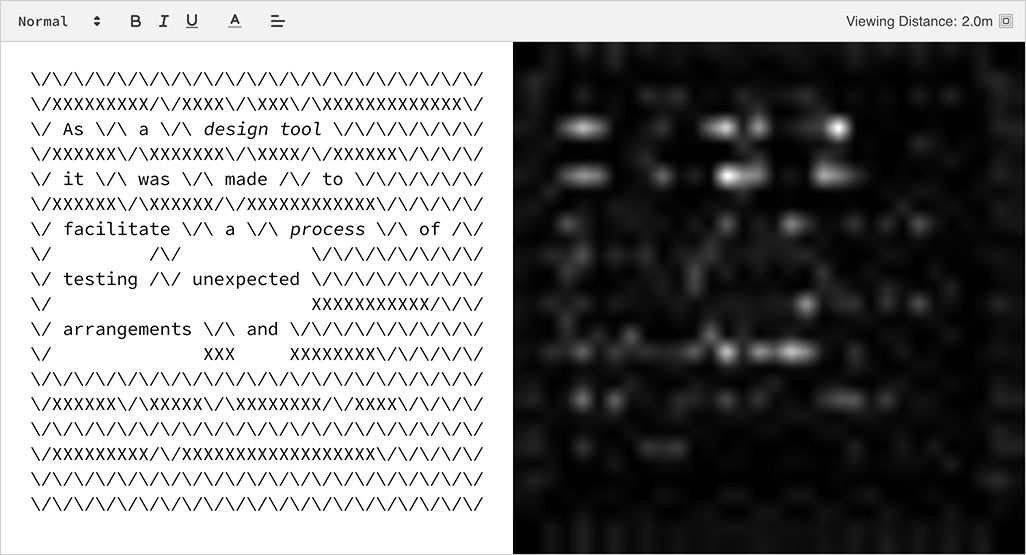 Normal B I U A Viewing Distance: 2.0m
\/\/\/\/\/\/\/\/\/\/\/\/\/\/\/\/\/\/\/\/\/
\/XXXXXXXXX/\/XXXX\/\XXX\/\XXXXXXXXXXXXX\/
\/ As \/\ a \/\ design tool \/\/\/\/\/\/\/
\/XXXXXX\/\XXXXXXX\/\XXXX/\/XXXXXX\/\/\/\/
\/ it \/\ was \/\ made /\/ to \/\/\/\/\/\/
\/XXXXXX\/\XXXXXX/\/XXXXXXXXXXXX\/\/\/\/\/
\/ facilitate \/\ a \/\ process \/\ of /\/
\/         /\/            \/\/\/\/\/\/\/\/
\/ testing /\/ unexpected \/\/\/\/\/\/\/\/
\/                        XXXXXXXXXXX/\/\/
\/ arrangements \/\ and \/\/\/\/\/\/\/\/\/
\/              XXX     XXXXXXXX\/\/\/\/\/
\/\/\/\/\/\/\/\/\/\/\/\/\/\/\/\/\/\/\/\/\/
\/XXXXXX\/\XXXXX\/\XXXXXXXX/\/XXXX\/\/\/\/
\/\/\/\/\/\/\/\/\/\/\/\/\/\/\/\/\/\/\/\/\/
\/XXXXXXXXX/\/XXXXXXXXXXXXXXXXXX\/\/\/\/\/
\/\/\/\/\/\/\/\/\/\/\/\/\/\/\/\/\/\/\/\/\/
\/\/\/\/\/\/\/\/\/\/\/\/\/\/\/\/\/\/\/\/\/